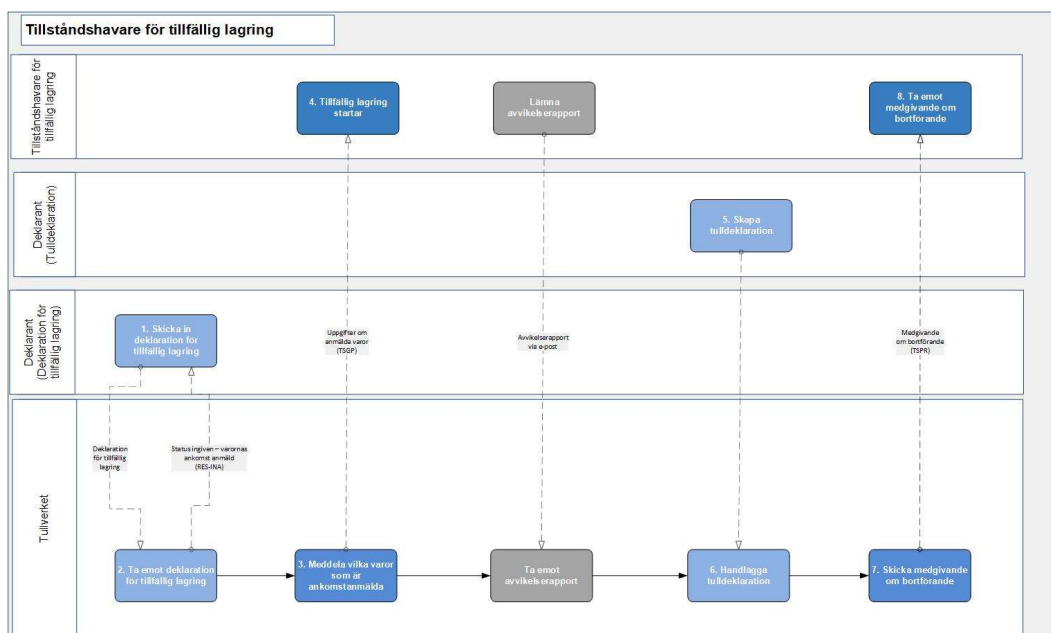 Tillståndshavare för tillfällig lagring
Tillståndshavare för
tillfällig lagring
4. Tillfällig lagring
startar
Lämna
avvikelserapport
8. Ta emot
medgivande om
bortförande
Deklarant
(Tulldeklaration)
5. Skapa
tulldeklaration
Deklarant
(Deklaration för
tillfällig lagring)
1. Skicka in
deklaration för
tillfällig lagring
Uppgifter om
anmälda varor
(TSGP)
Avvikelserapport
via e-post
Medgivande
om bortförande
(TSPR)
Tullverket
Deklaration
för tillfällig
lagring
Status ingiven – varornas
ankomst anmäld
(RES-INA)
2. Ta emot deklaration
för tillfällig lagring
3. Meddela vilka varor
som är
ankomstanmälda
Ta emot
avvikelserapport
6. Handlägga
tulldeklaration
7. Skicka medgivande
om bortförande